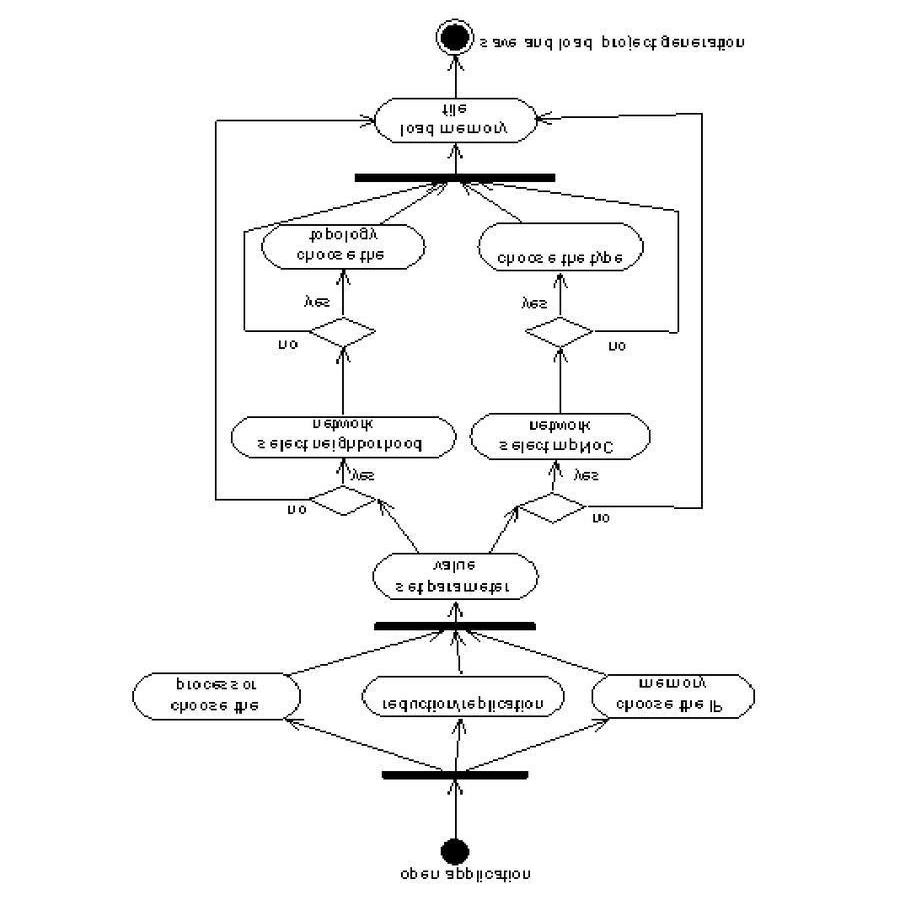 open application
choose the
processor
reduction/replication
choose the IP
memory
set parameter
value
no
no
yes
yes
select neighborhood
network
select mpNoC
network
no
no
yes
yes
choose the
topology
choose the type
load memory
file
save and load project generation